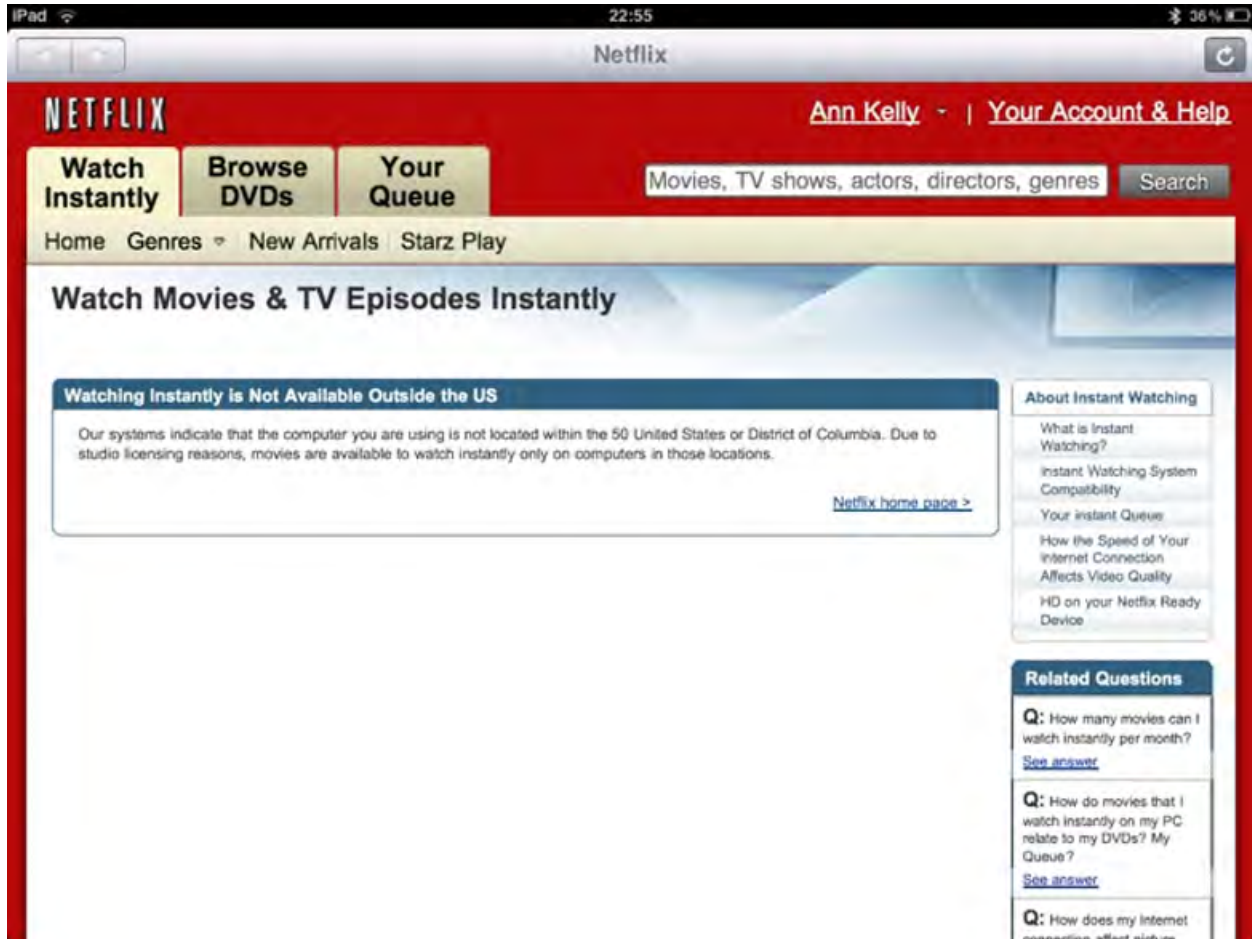 iPad 22:55 36%
Netflix
NETFLIX
Ann Kelly | Your Account & Help
Watch Instantly
Browse DVDs
Your Queue
Movies, TV shows, actors, directors, genres Search
Home Genres New Arrivals Starz Play
Watch Movies & TV Episodes Instantly
Watching Instantly is Not Available Outside the US
Our systems indicate that the computer you are using is not located within the 50 United States or District of Columbia. Due to
studio licensing reasons, movies are available to watch instantly only on computers in those locations.
Netflix home page >
About Instant Watching
What is Instant
Watching?
Instant Watching System
Compatibility
Your instant Queue
How the Speed of Your
Internet Connection
Affects Video Quality
HD on your Netflix Ready
Device
Related Questions
Q: How many movies can I
watch instantly per month?
See answer
Q: How do movies that I
watch instantly on my PC
relate to my DVDs? My
Queue?
See answer
Q: How does my Internet